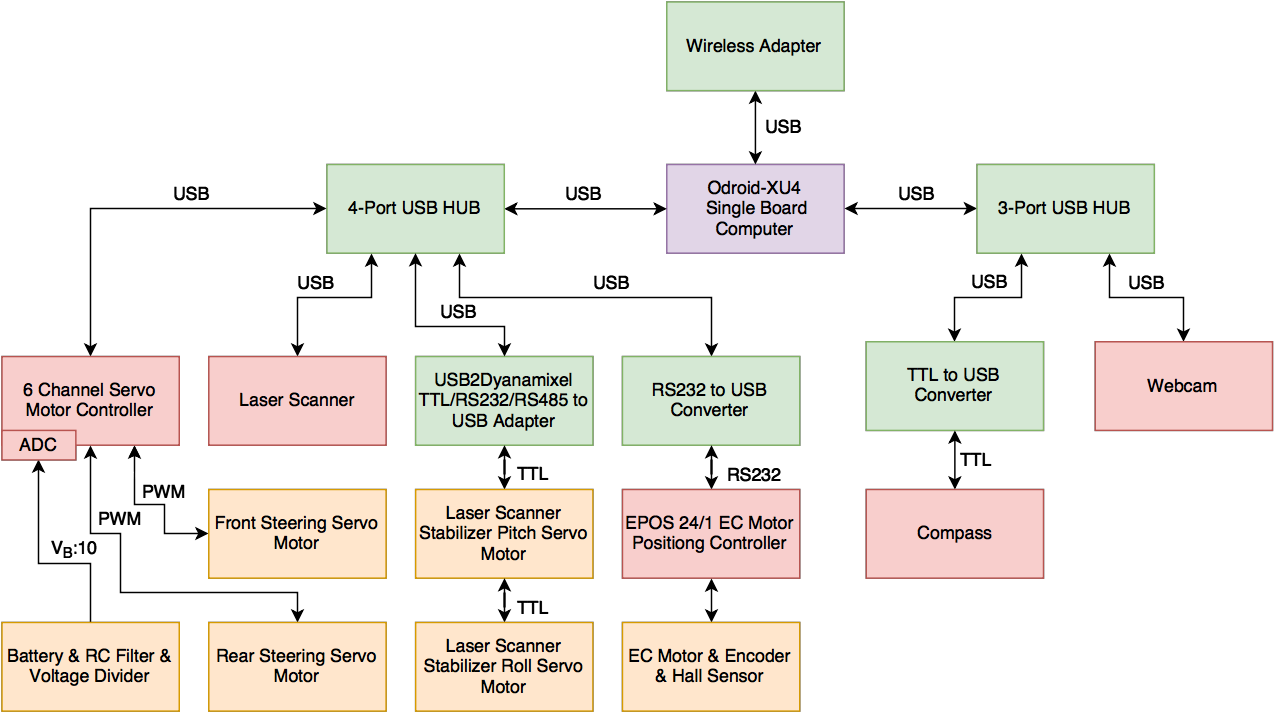 Wireless Adapter
USB
4-Port USB HUB
USB
USB
Odroid-XU4
Single Board
Computer
USB
3-Port USB HUB
USB
USB
USB
USB
USB
6 Channel Servo
Motor Controller
ADC
Laser Scanner
USB2Dyanamixel
TTL/RS232/RS485 to
USB Adapter
RS232 to USB
Converter
TTL to USB
Converter
Webcam
PWM
PWM
VB:10
TTL
RS232
TTL
Front Steering Servo
Motor
Laser Scanner
Stabilizer Pitch Servo
Motor
EPOS 24/1 EC Motor
Positiong Controller
Compass
TTL
Battery & RC Filter &
Voltage Divider
Rear Steering Servo
Motor
Laser Scanner
Stabilizer Roll Servo
Motor
EC Motor & Encoder
& Hall Sensor